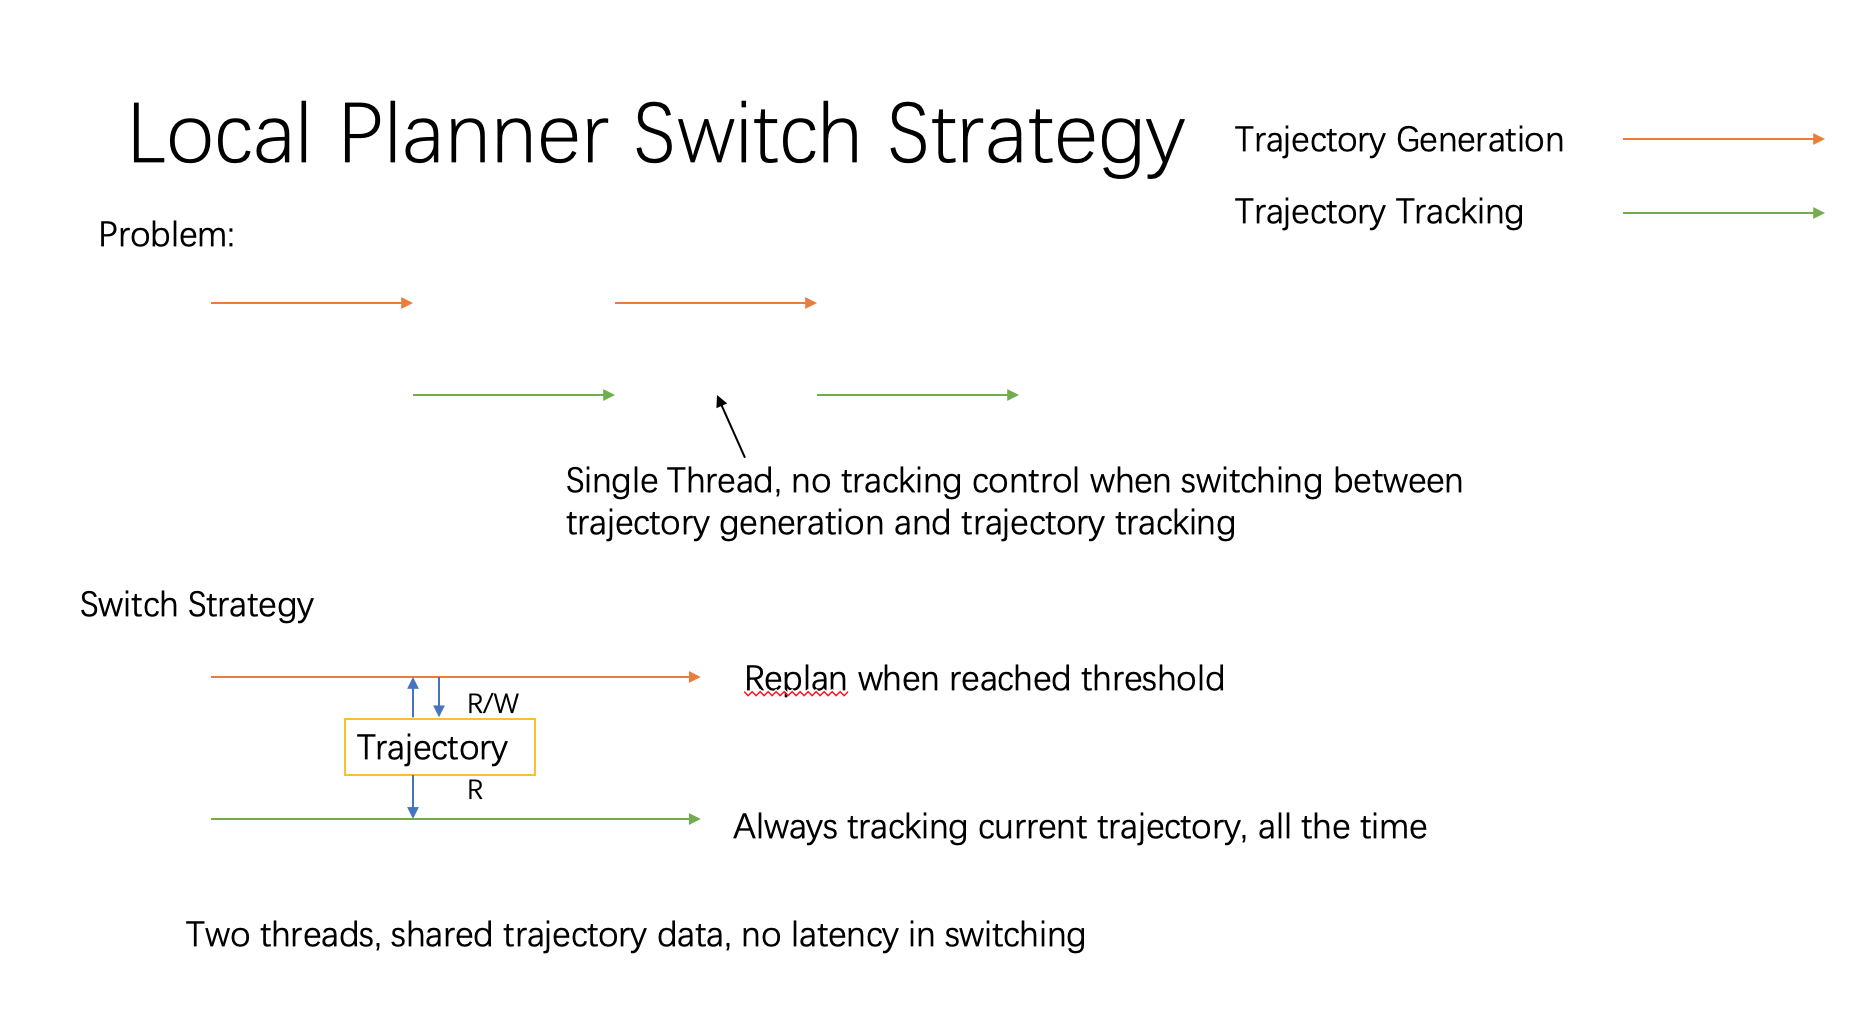 Local Planner Switch Strategy
Trajectory Generation
Trajectory Tracking
Problem:
Single Thread, no tracking control when switching between
trajectory generation and trajectory tracking
Switch Strategy
Replan when reached threshold
R/W
Trajectory
R
Always tracking current trajectory, all the time
Two threads, shared trajectory data, no latency in switching